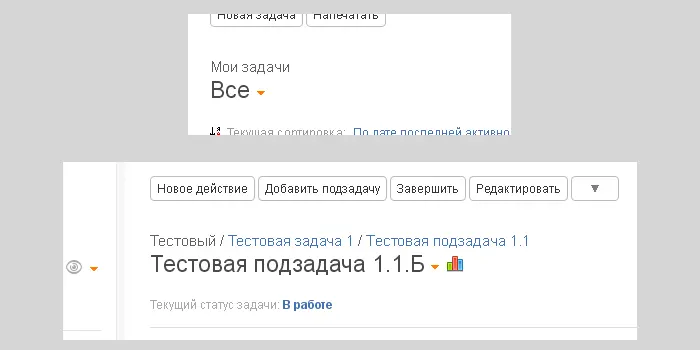 Новая задача Напечатать
Мои задачи
Все
Текущая сортировка: По дате последней активно
Новое действие Добавить подзадачу Завершить Редактировать ▼
Тестовый / Тестовая задача 1 / Тестовая подзадача 1.1
Тестовая подзадача 1.1.Б
Текущий статус задачи: В работе